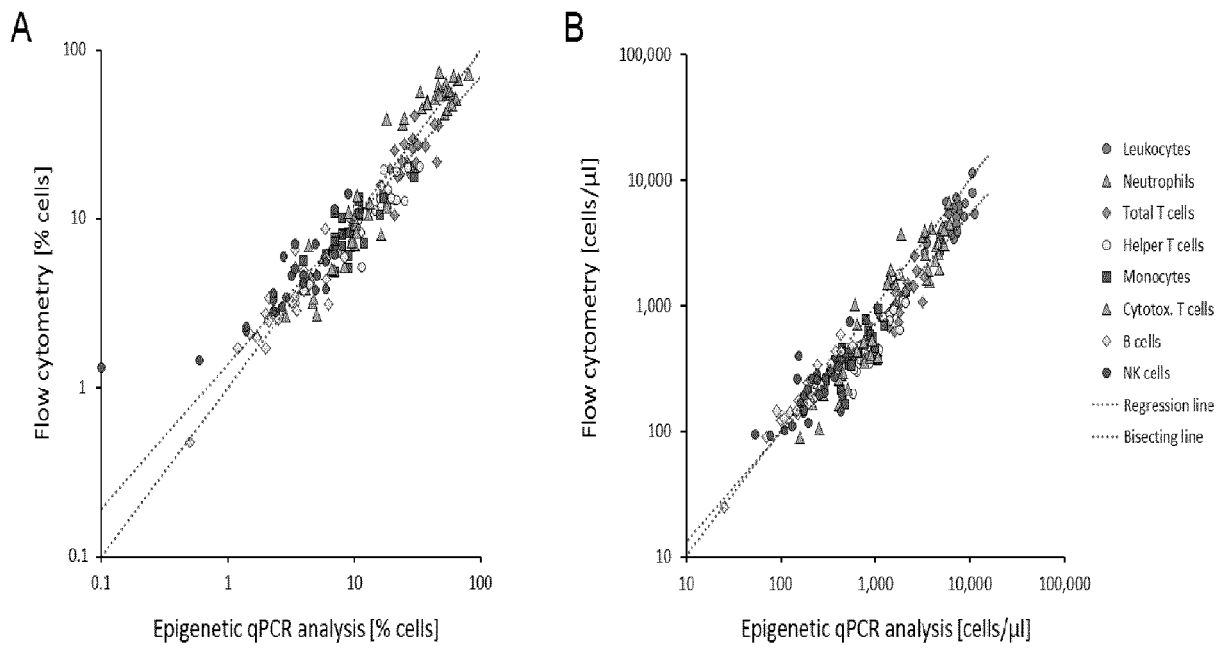 A
Flow cytometry [% cells]
100
10
1
0.1
0.1 1 10 100
Epigenetic qPCR analysis [% cells]
B
Flow cytometry [cells/µl]
100,000
10,000
1,000
100
10
10 100 1,000 10,000 100,000
Epigenetic qPCR analysis [cells/µl]
Leukocytes
Neutrophils
Total T cells
Helper T cells
Monocytes
Cytotox. T cells
B cells
NK cells
Regression line
Bisecting line